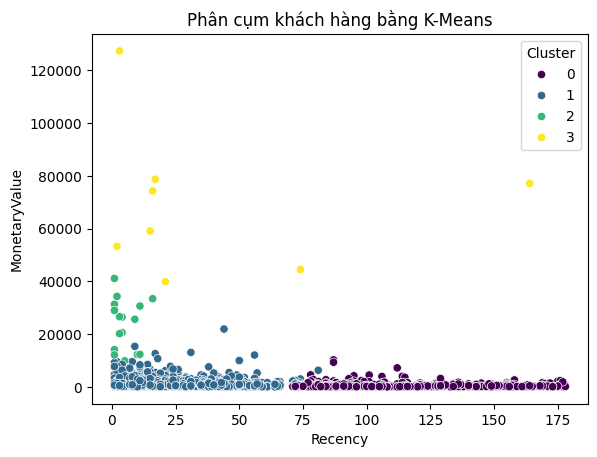 Phân cụm khách hàng bằng K-Means
Cluster
0
1
2
3
MonetaryValue
120000
100000
80000
60000
40000
20000
0
0 25 50 75 100 125 150 175
Recency